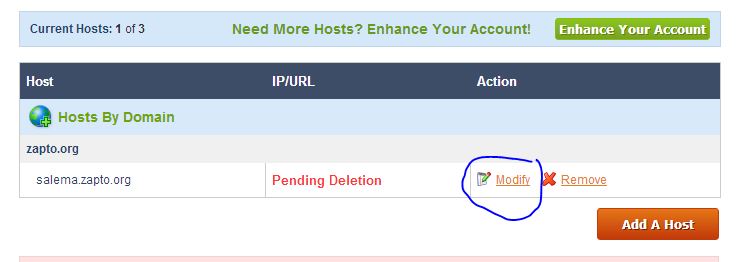 Current Hosts: 1 of 3 Need More Hosts? Enhance Your Account! Enhance Your Account
Host IP/URL Action
Hosts By Domain
zapto.org
salema.zapto.org Pending Deletion Modify Remove
Add A Host